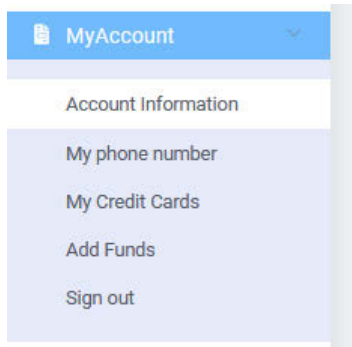 MyAccount
Account Information
My phone number
My Credit Cards
Add Funds
Sign out